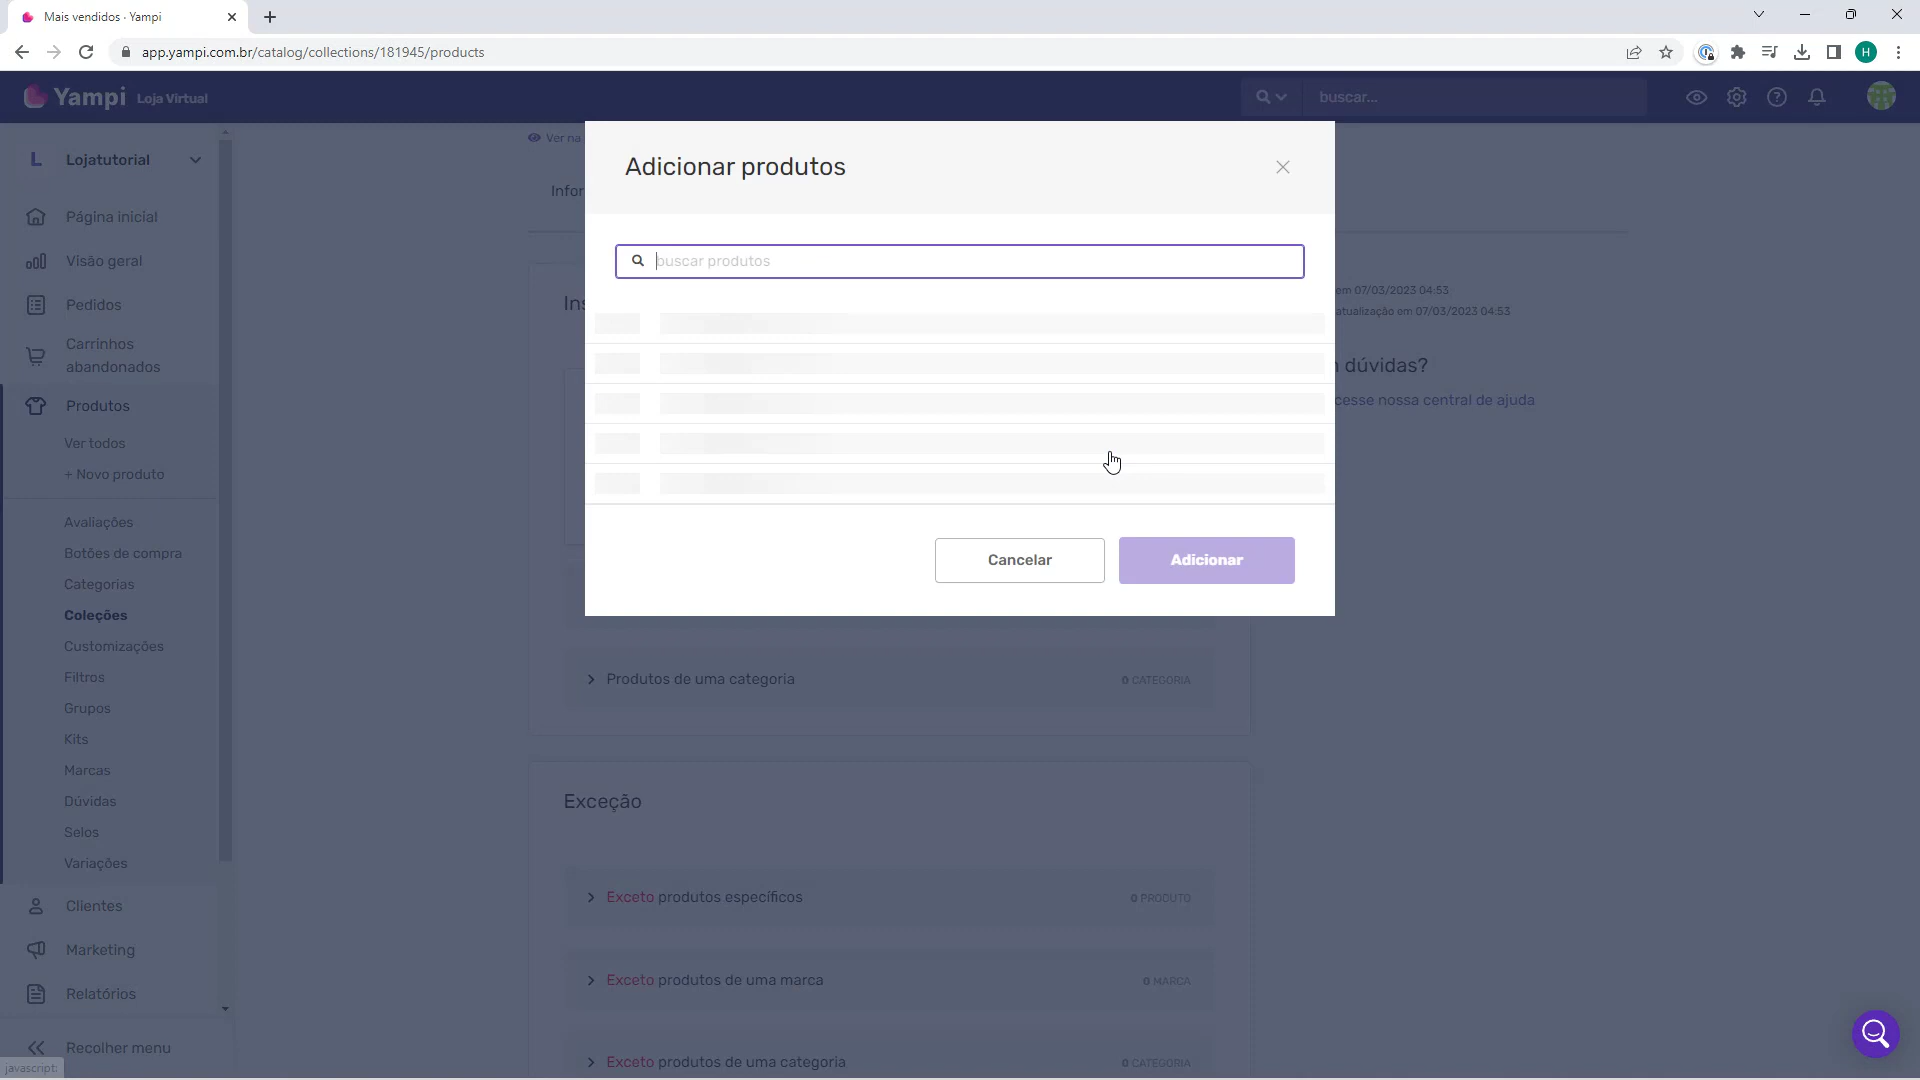 Mais vendidos · Yampi
app.yampi.com.br/catalog/collections/181945/products
H
Yampi Loja Virtual
buscar...
L Lojatutorial
Página inicial
Visão geral
Pedidos
Carrinhos
abandonados
Produtos
Ver todos
+ Novo produto
Avaliações
Botões de compra
Categorias
Coleções
Customizações
Filtros
Grupos
Kits
Marcas
Dúvidas
Selos
Variações
Clientes
Marketing
Relatórios
Recolher menu
javascript:
Ver na
Infor
Ins
Adicionar produtos
buscar produtos
Cancelar
Adicionar
em 07/03/2023 04:53
atualização em 07/03/2023 04:53
dúvidas?
cesse nossa central de ajuda
Produtos de uma categoria
0 CATEGORIA
Exceção
Exceto produtos específicos
0 PRODUTO
Exceto produtos de uma marca
0 MARCA
Exceto produtos de uma categoria
0 CATEGORIA